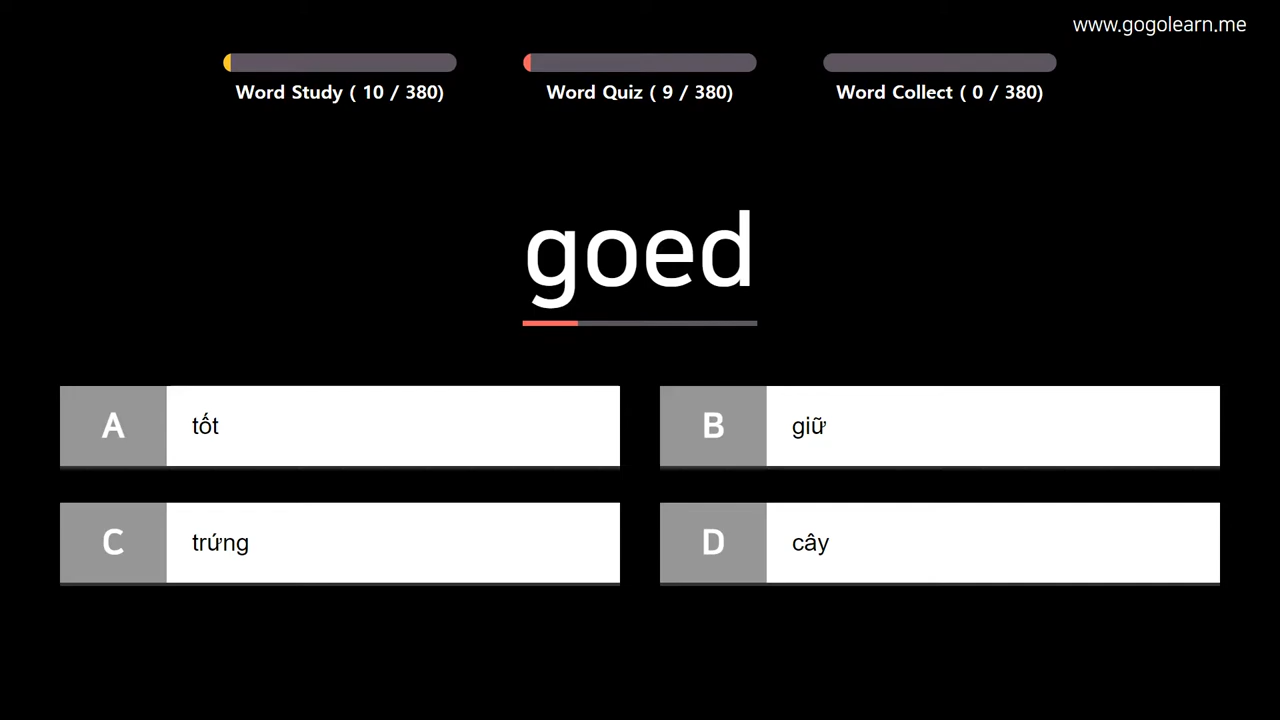 www.gogolearn.me
Word Study ( 10 / 380)
Word Quiz ( 9 / 380)
Word Collect ( 0 / 380)
goed
A
tốt
B
giữ
C
trứng
D
cây